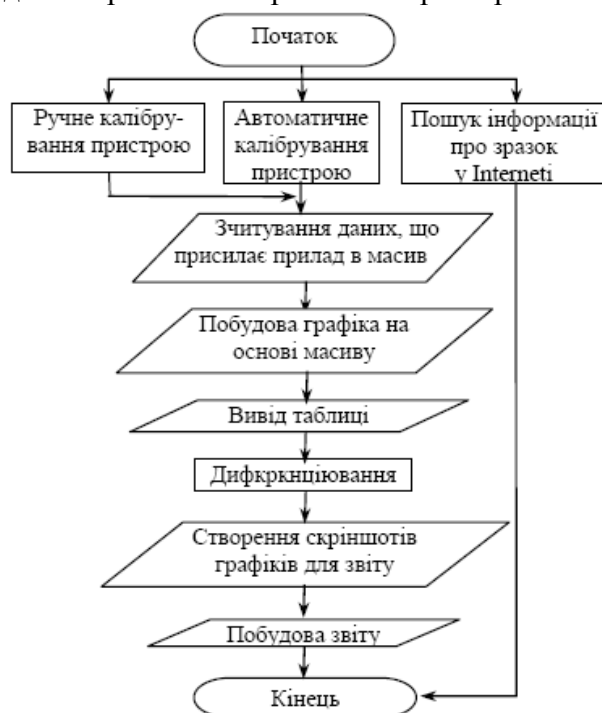 Початок
Ручне калібру-
вання пристрою
Автоматичне
калібрування
пристрою
Пошук інформації
про зразок
у Interneti
Зчитування даних, що
присилає прилад в масив
Побудова графіка на
основі масиву
Вивід таблиці
Дифкркнціювання
Створення скріншотів
графіків для звіту
Побудова звіту
Кінець